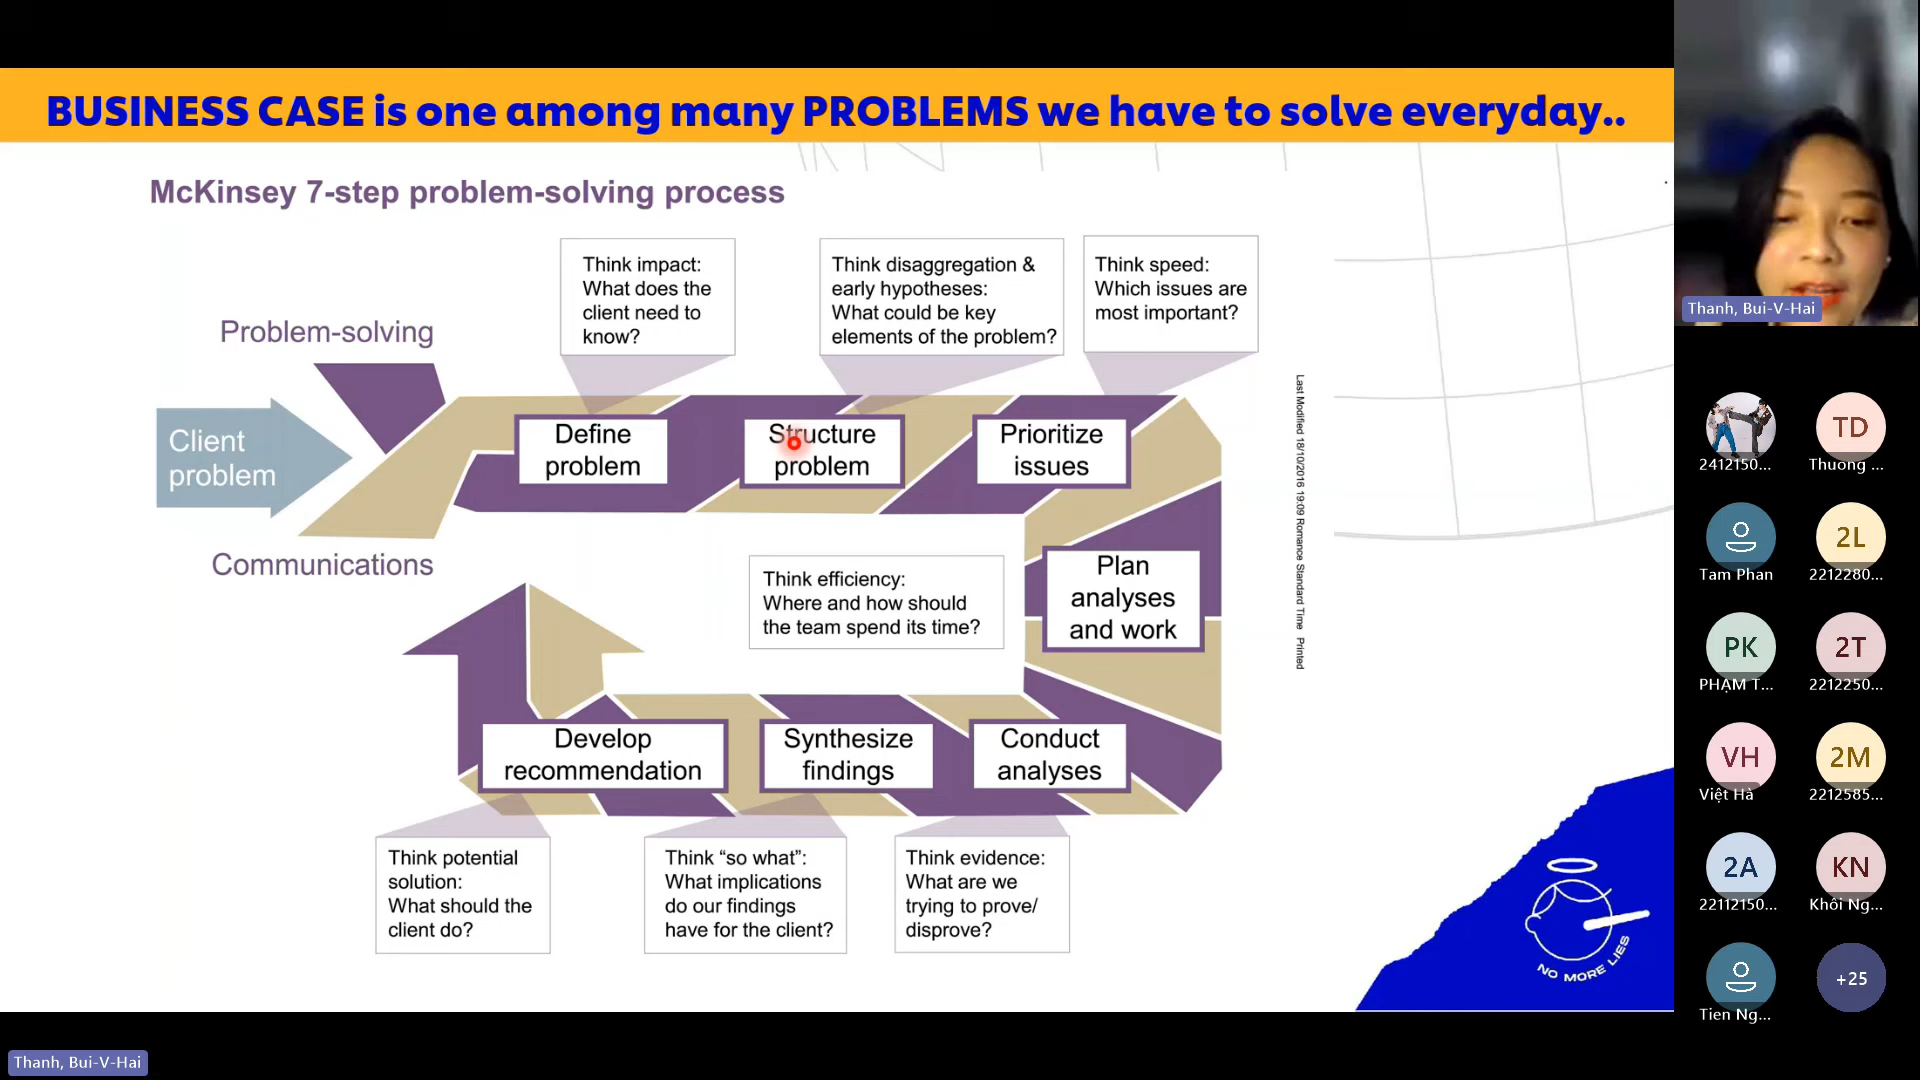 BUSINESS CASE is one among many PROBLEMS we have to solve everyday..
McKinsey 7-step problem-solving process
Think impact:
What does the
client need to
know?
Think disaggregation &
early hypotheses:
What could be key
elements of the problem?
Think speed:
Which issues are
most important?
Problem-solving
Client
problem
Communications
Define
problem
Structure
problem
Prioritize
issues
Think efficiency:
Where and how should
the team spend its time?
Plan
analyses
and work
Develop
recommendation
Synthesize
findings
Conduct
analyses
Think potential
solution:
What should the
client do?
Think “so what”:
What implications
do our findings
have for the client?
Think evidence:
What are we
trying to prove/
disprove?
Last Modified 18/10/2016 19:09 Romance Standard Time Printed
NO MORE LIES
Thanh, Bui-V-Hai
2412150...
TD
Thuong ...
Tam Phan
2L
2212280...
PK
PHẠM T...
2T
2212250...
VH
Việt Hà
2M
2212585...
2A
22112150...
KN
Khôi Ng...
Tien Ng...
+25
Thanh, Bui-V-Hai